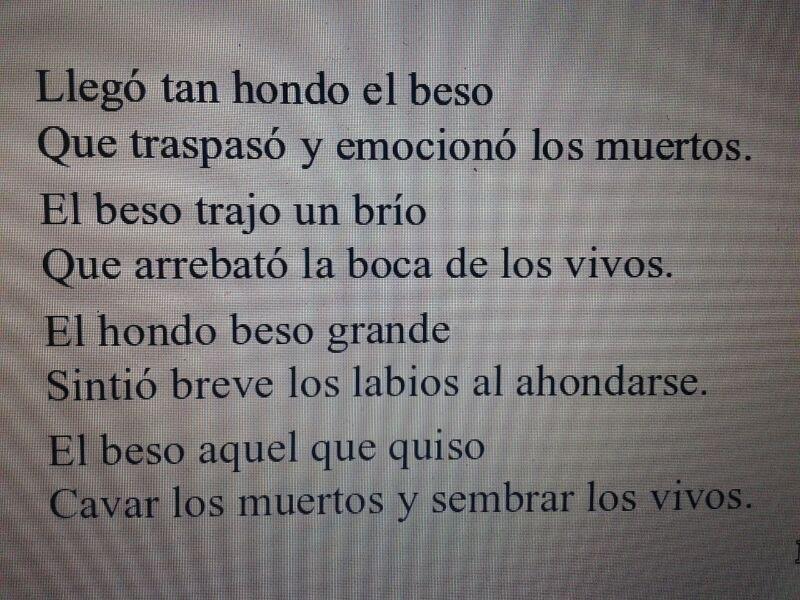 Llegó tan hondo el beso
Que traspasó y emocionó los muertos.
El beso trajo un brío
Que arrebató la boca de los vivos.
El hondo beso grande
Sintió breve los labios al ahondarse.
El beso aquel que quiso
Cavar los muertos y sembrar los vivos.